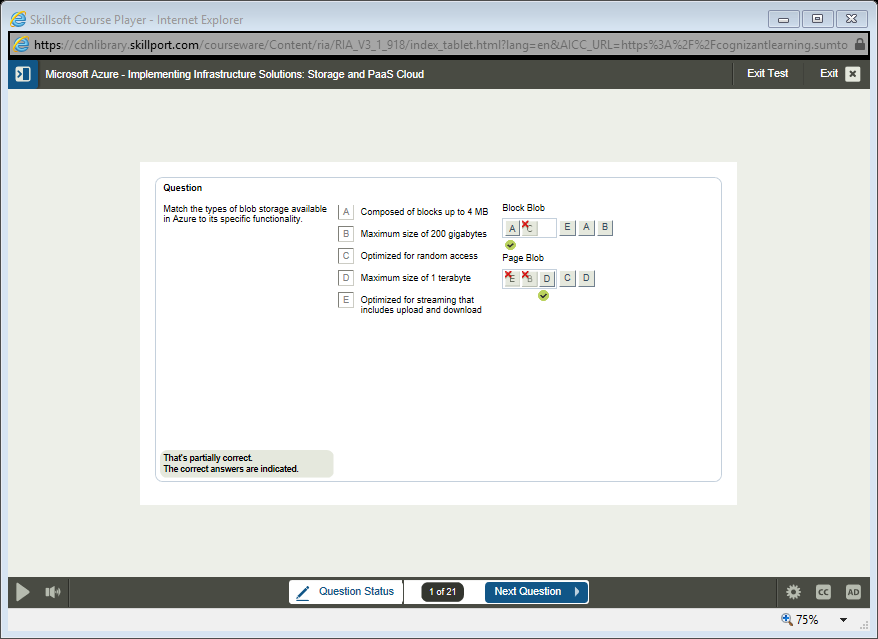 Skillsoft Course Player - Internet Explorer
https://cdnlibrary.skillport.com/courseware/Content/ria/RIA_V3_1_918/index_tablet.html?lang=en&AICC_URL=https%3A%2F%2Fcognizantlearning.sumto
Microsoft Azure - Implementing Infrastructure Solutions: Storage and PaaS Cloud
Exit Test
Exit
Question
Match the types of blob storage available
in Azure to its specific functionality.
A Composed of blocks up to 4 MB
B Maximum size of 200 gigabytes
C Optimized for random access
D Maximum size of 1 terabyte
E Optimized for streaming that
includes upload and download
Block Blob
A C E A B
Page Blob
E B D C D
That's partially correct.
The correct answers are indicated.
Question Status
1 of 21
Next Question
CC
AD
75%